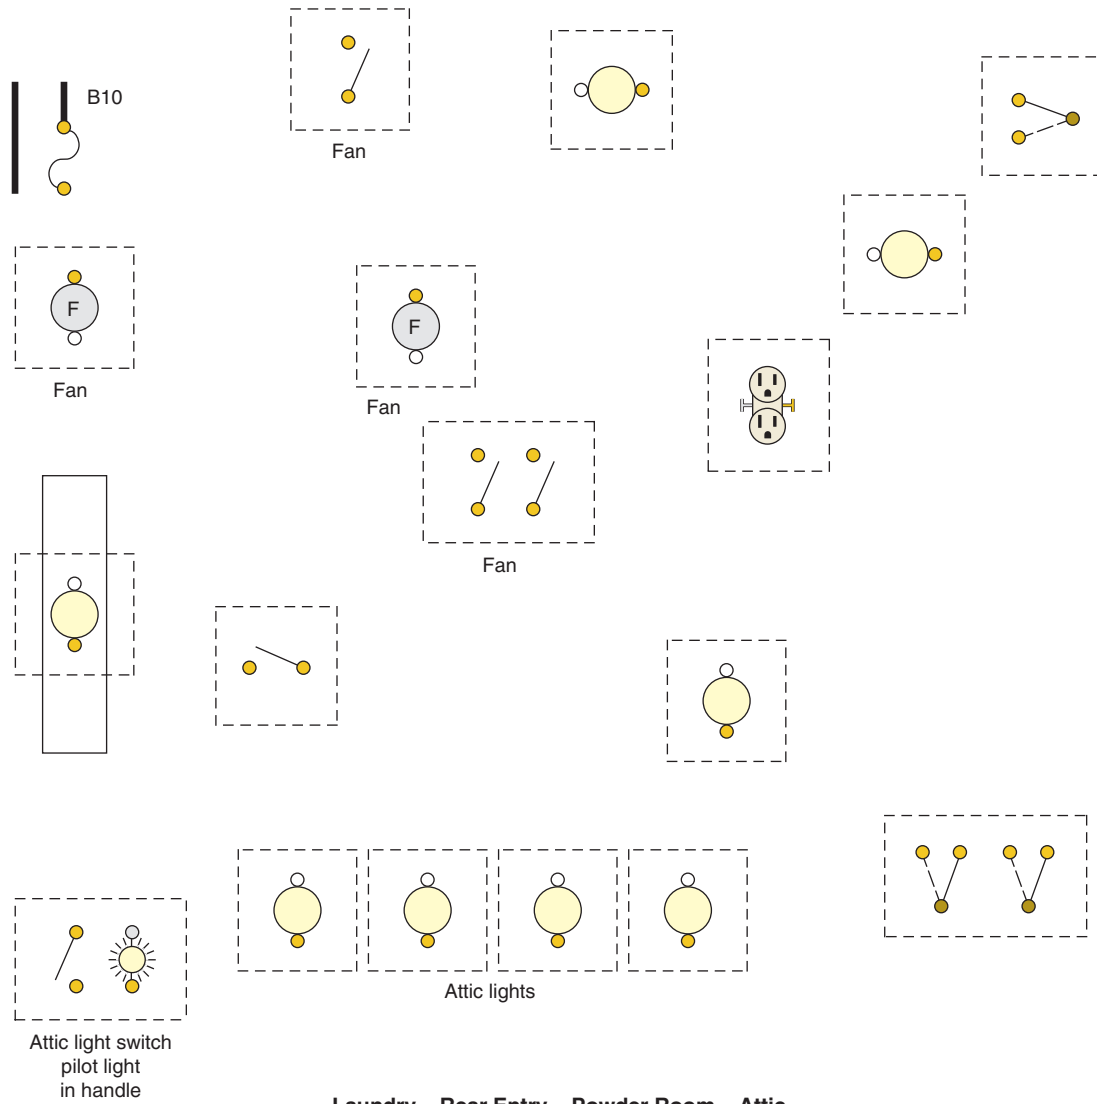 B10
Fan
F
Fan
F
Fan
Fan
Attic lights
Attic light switch
pilot light
in handle
Laundry – Rear Entry – Powder Room – Attic